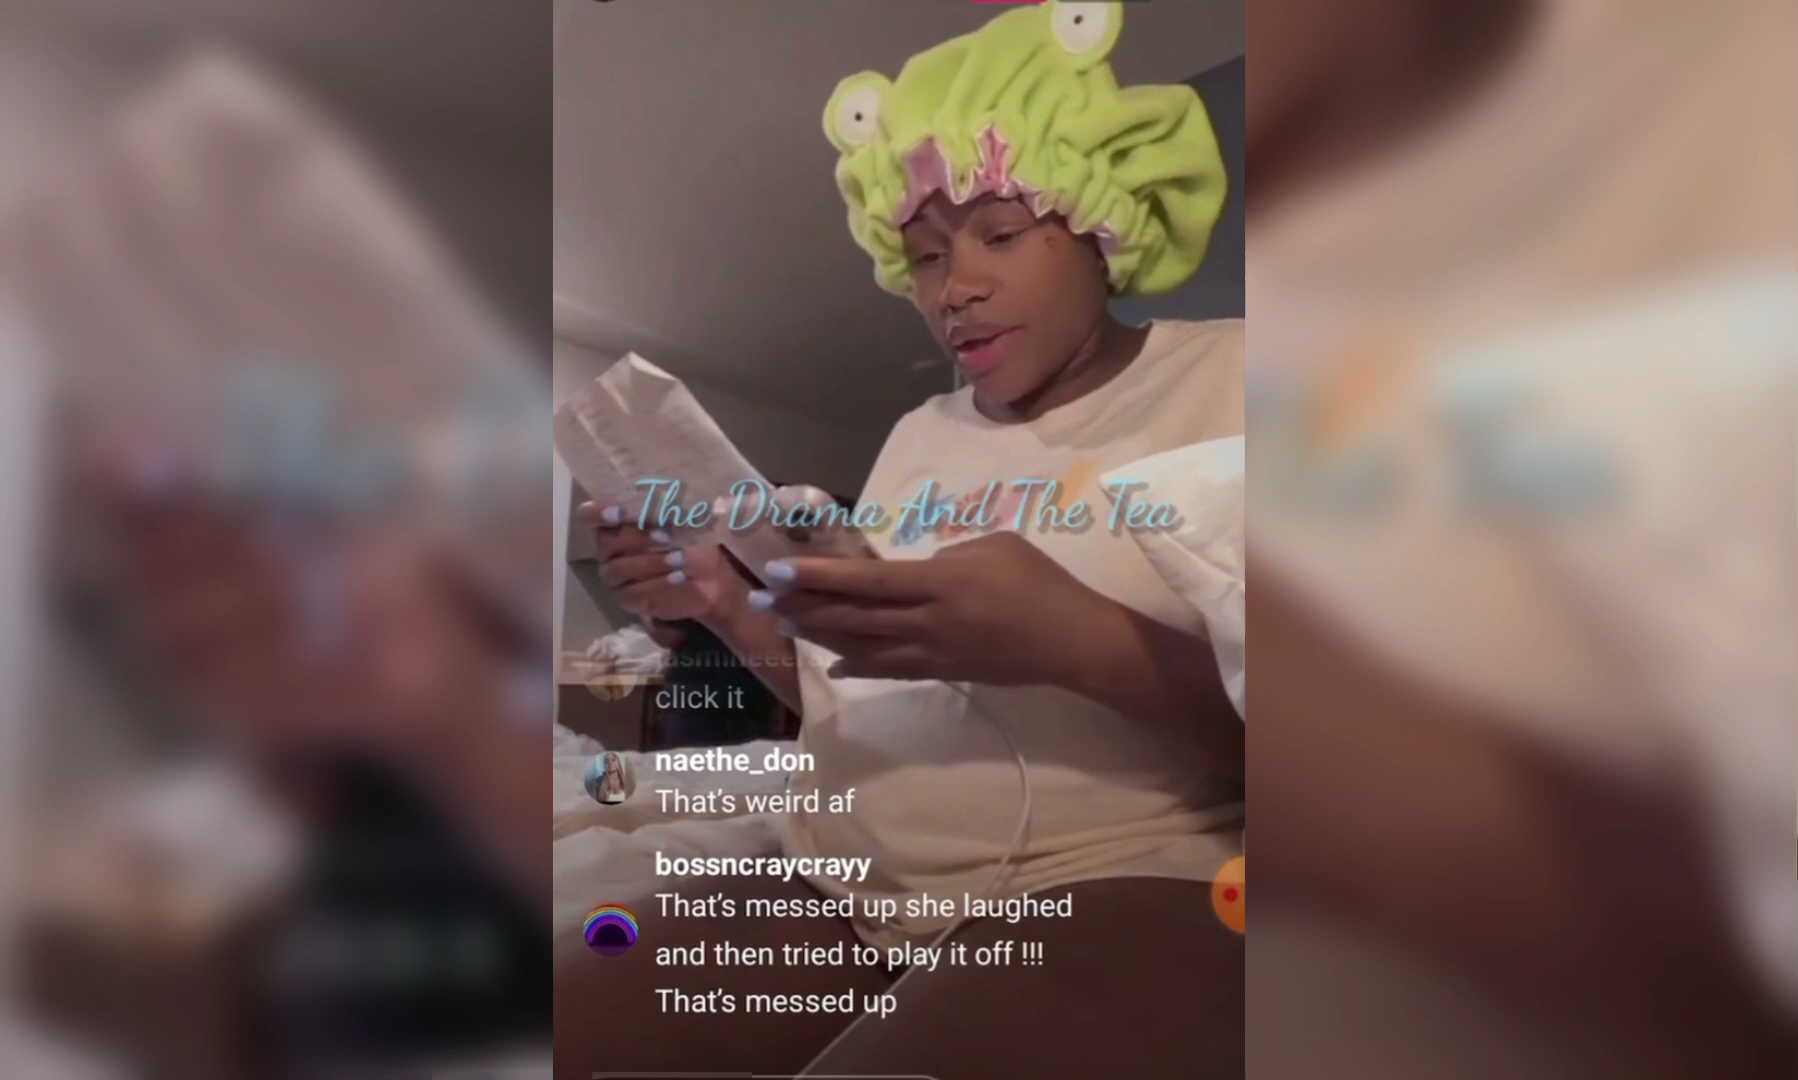 The Drama And The Tea
click it
naethe_don
That's weird af
bossncraycrayy
That's messed up she laughed
and then tried to play it off !!!
That's messed up